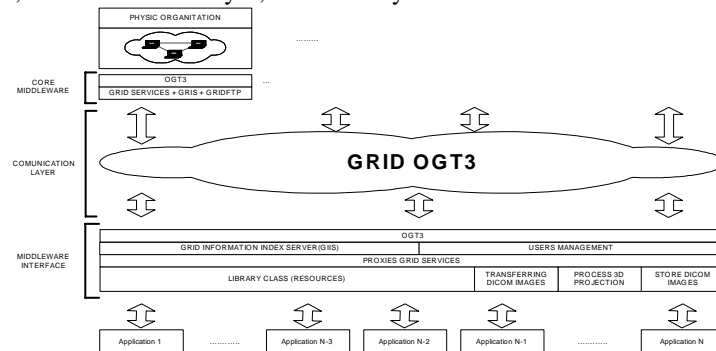 PHYSIC ORGANITATION
.........
OGT3
...
GRID SERVICES + GRIS + GRIDFTP
CORE
MIDDLEWARE
COMUNICATION
LAYER
GRID OGT3
MIDDLEWARE
INTERFACE
OGT3
GRID INFORMATION INDEX SERVER(GIIS)
USERS MANAGEMENT
PROXIES GRID SERVICES
LIBRARY CLASS (RESOURCES)
TRANSFERRING
DICOM IMAGES
PROCESS 3D
PROJECTION
STORE DICOM
IMAGES
Application 1
............
Application N-3
Application N-2
Application N-1
............
Application N